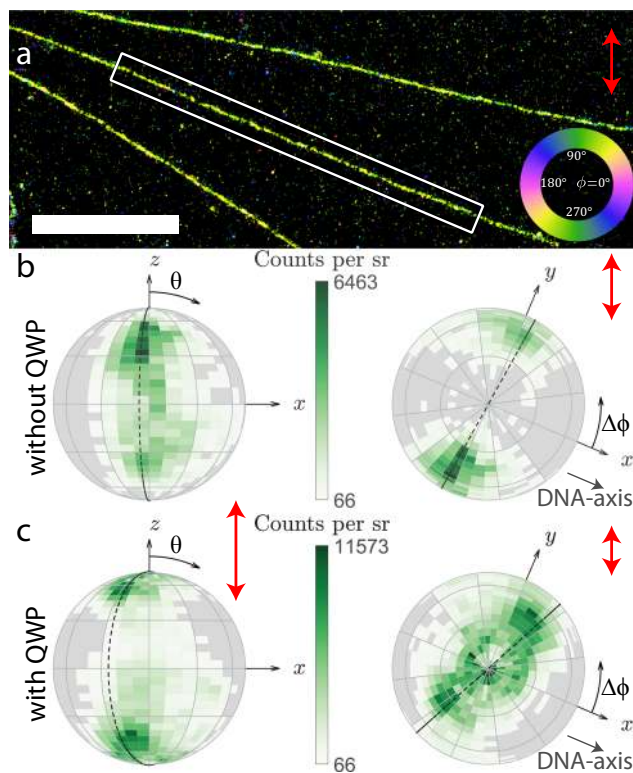 a
90°
180° ϕ=0°
270°
b
z
θ
Counts per sr
6463
y
without QWP
x
Δϕ
x
66
DNA-axis
c
z
θ
Counts per sr
11573
y
with QWP
x
Δϕ
x
66
DNA-axis